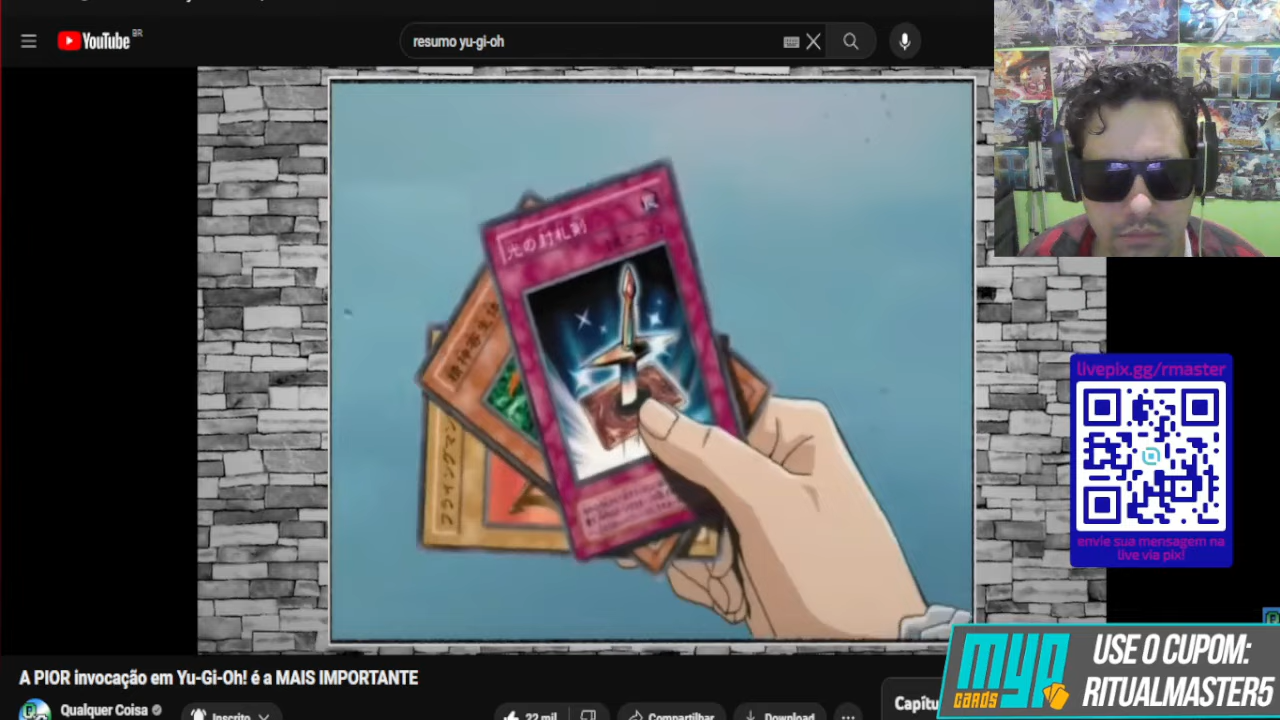 YouTube BR
resumo yu-gi-oh
光の封札剣
livepix.gg/rmaster
envie sua mensagem na
live via pix!
A PIOR invocação em Yu-Gi-Oh! é a MAIS IMPORTANTE
Qualquer Coisa
Inscrito
22 mil
Compartilhar
Download
...
Capítu
MYP
CARDS
USE O CUPOM:
RITUALMASTER5